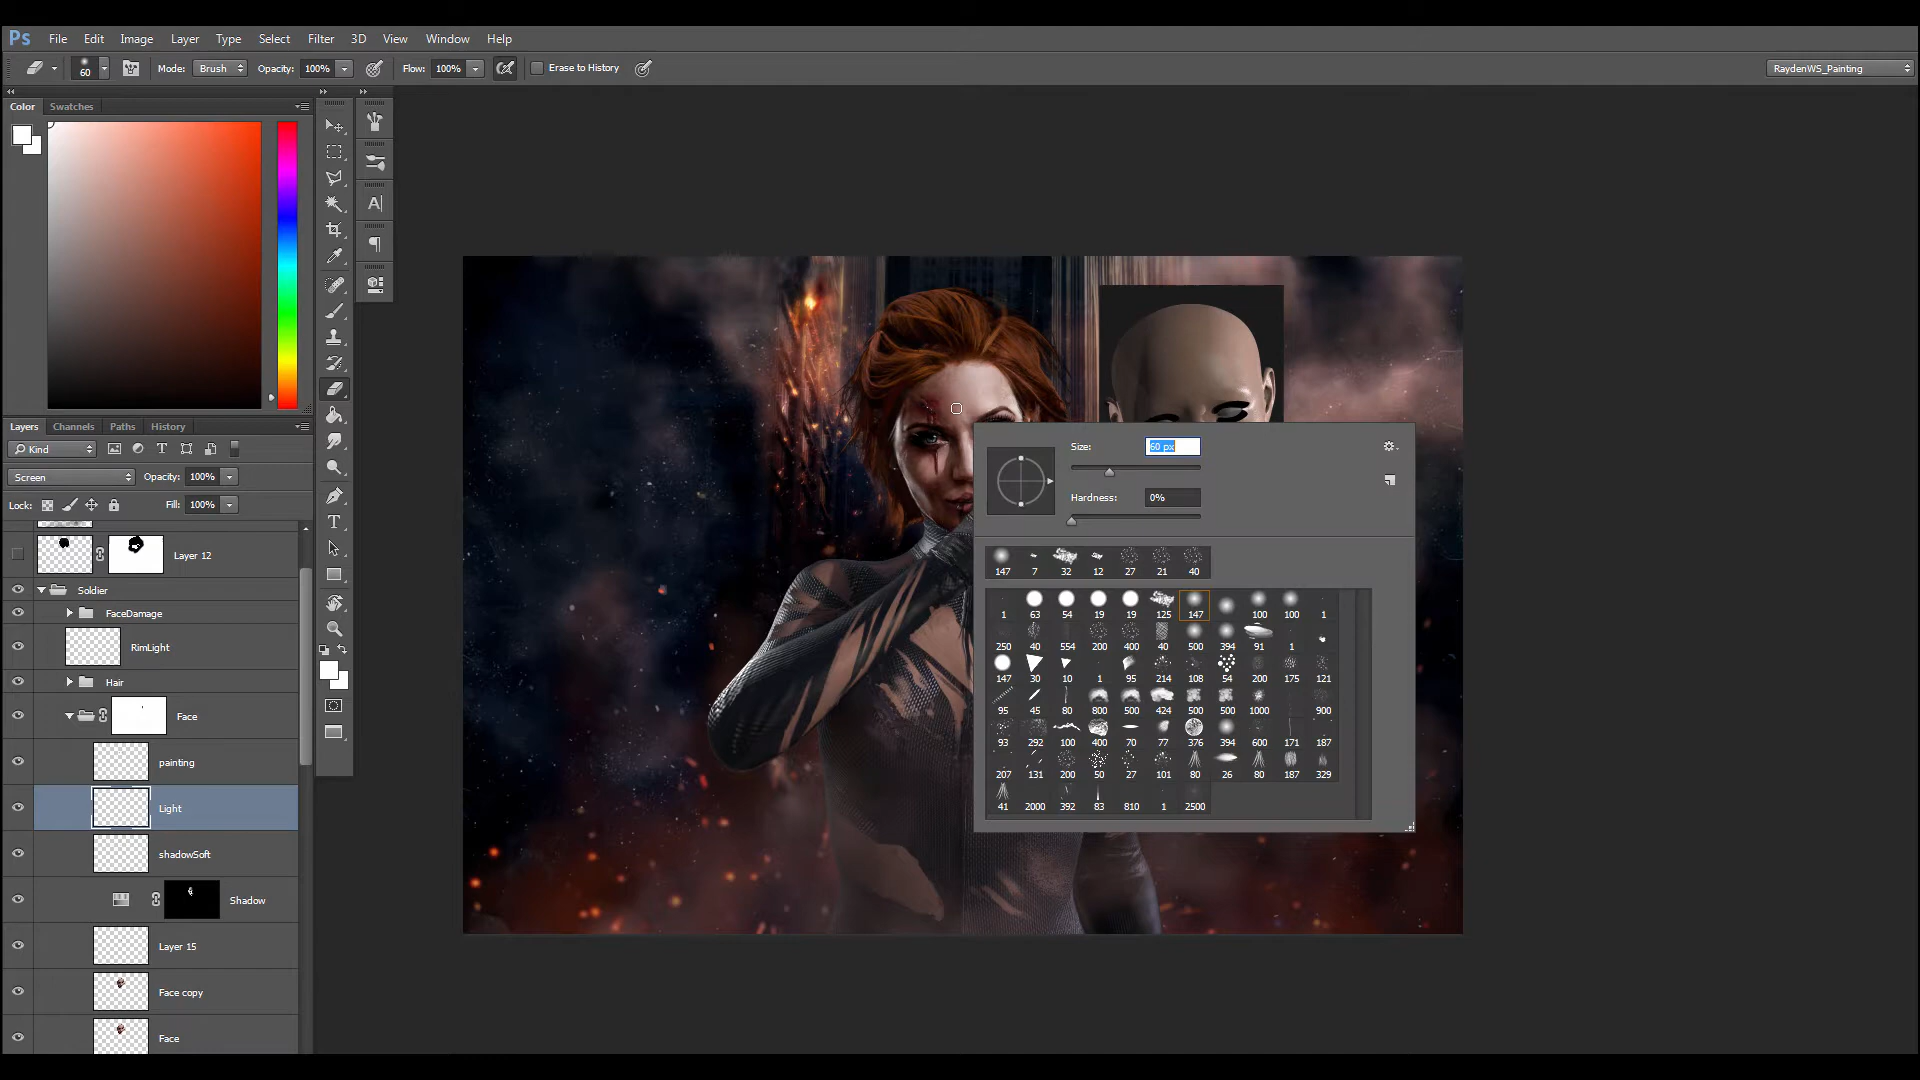 Ps File Edit Image Layer Type Select Filter 3D View Window Help
60 Mode: Brush Opacity: 100% Flow: 100% Erase to History RaydenWS_Painting
Color Swatches
Layers Channels Paths History
Kind
Screen Opacity: 100%
Lock: Fill: 100%
Layer 12
Soldier
FaceDamage
RimLight
Hair
Face
painting
Light
shadowSoft
Shadow
Layer 15
Face copy
Face
Size: 60 px
Hardness: 0%
147 7 32 12 27 21 40
1 63 54 19 19 125 147 100 100 1
250 40 554 200 400 40 500 394 91 1
147 30 10 1 95 214 108 54 200 175 121
95 45 80 800 500 424 500 500 1000 900
93 292 100 400 70 77 376 394 600 171 187
207 131 200 50 27 101 80 26 80 187 329
41 2000 392 83 810 1 2500